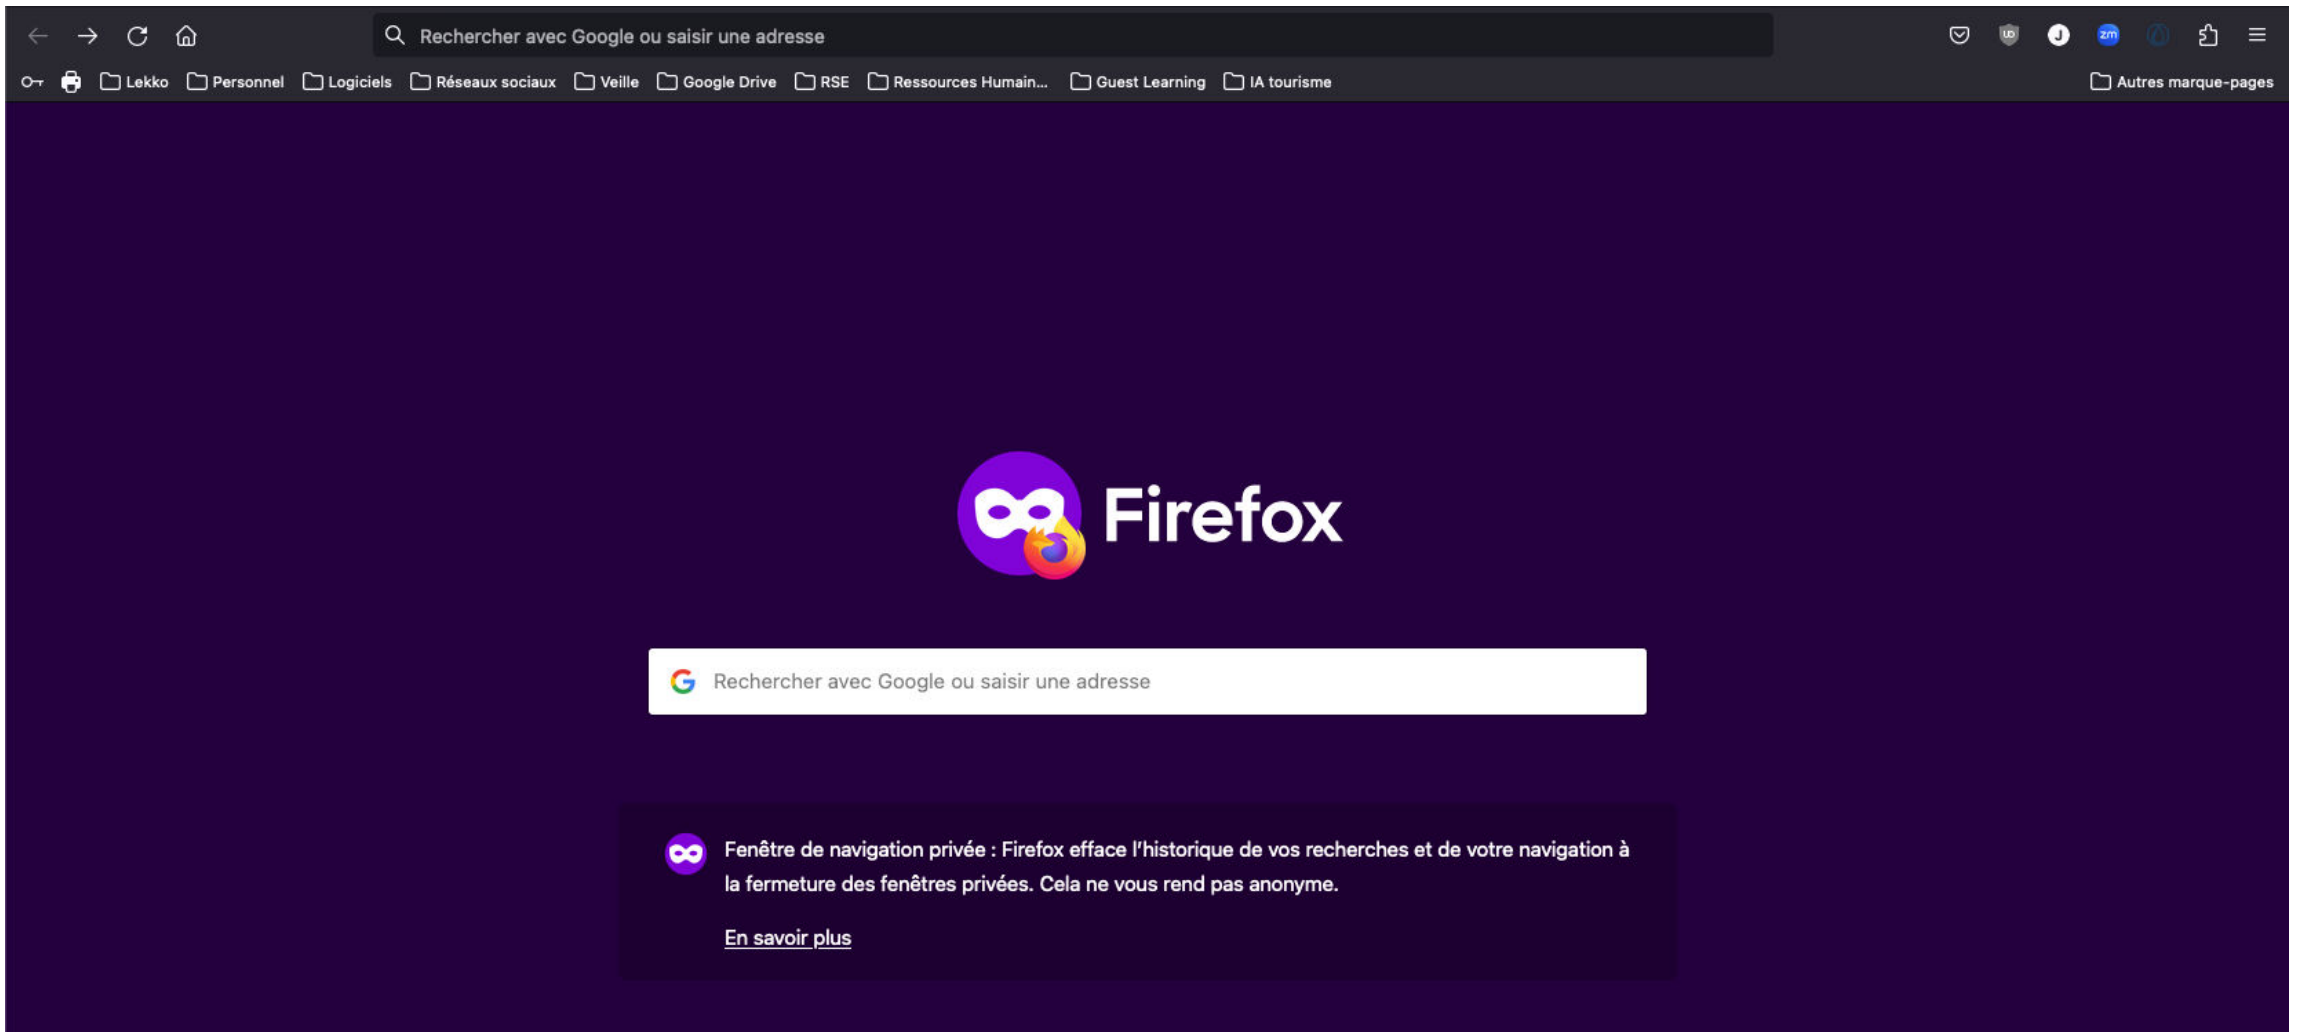 Rechercher avec Google ou saisir une adresse
UD J zm
Lekko Personnel Logiciels Réseaux sociaux Veille Google Drive RSE Ressources Humain... Guest Learning IA tourisme Autres marque-pages
Firefox
G Rechercher avec Google ou saisir une adresse
Fenêtre de navigation privée : Firefox efface l'historique de vos recherches et de votre navigation à
la fermeture des fenêtres privées. Cela ne vous rend pas anonyme.
En savoir plus